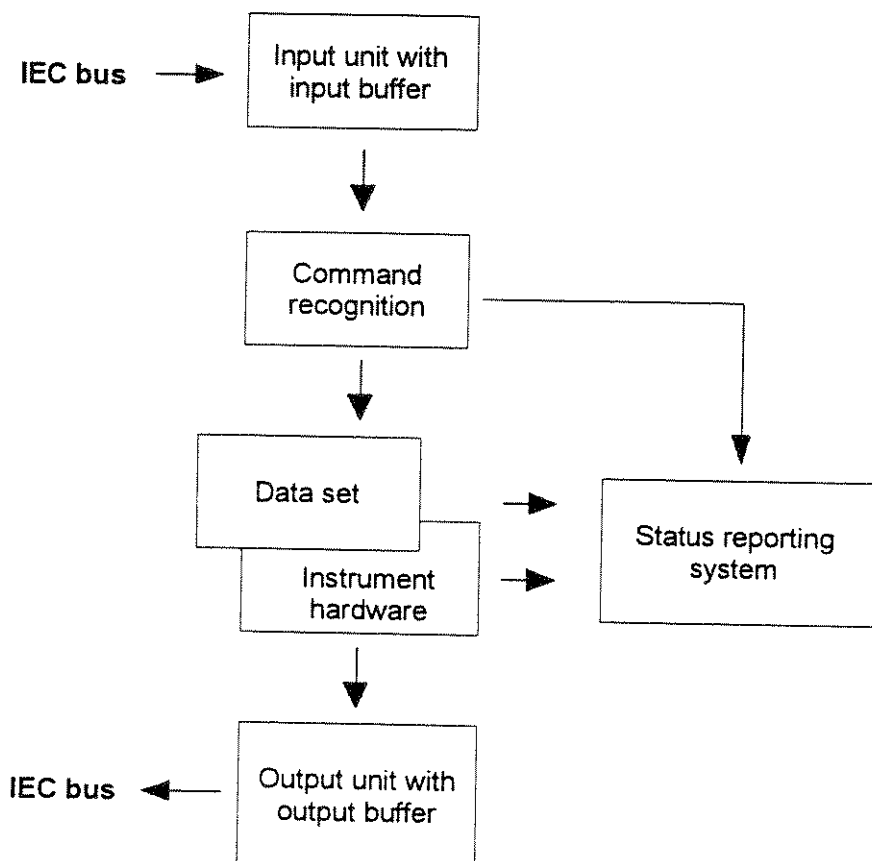 Input unit with
input buffer
IEC bus
Command
recognition
Data set
Instrument
hardware
Status reporting
system
Output unit with
output buffer
IEC bus